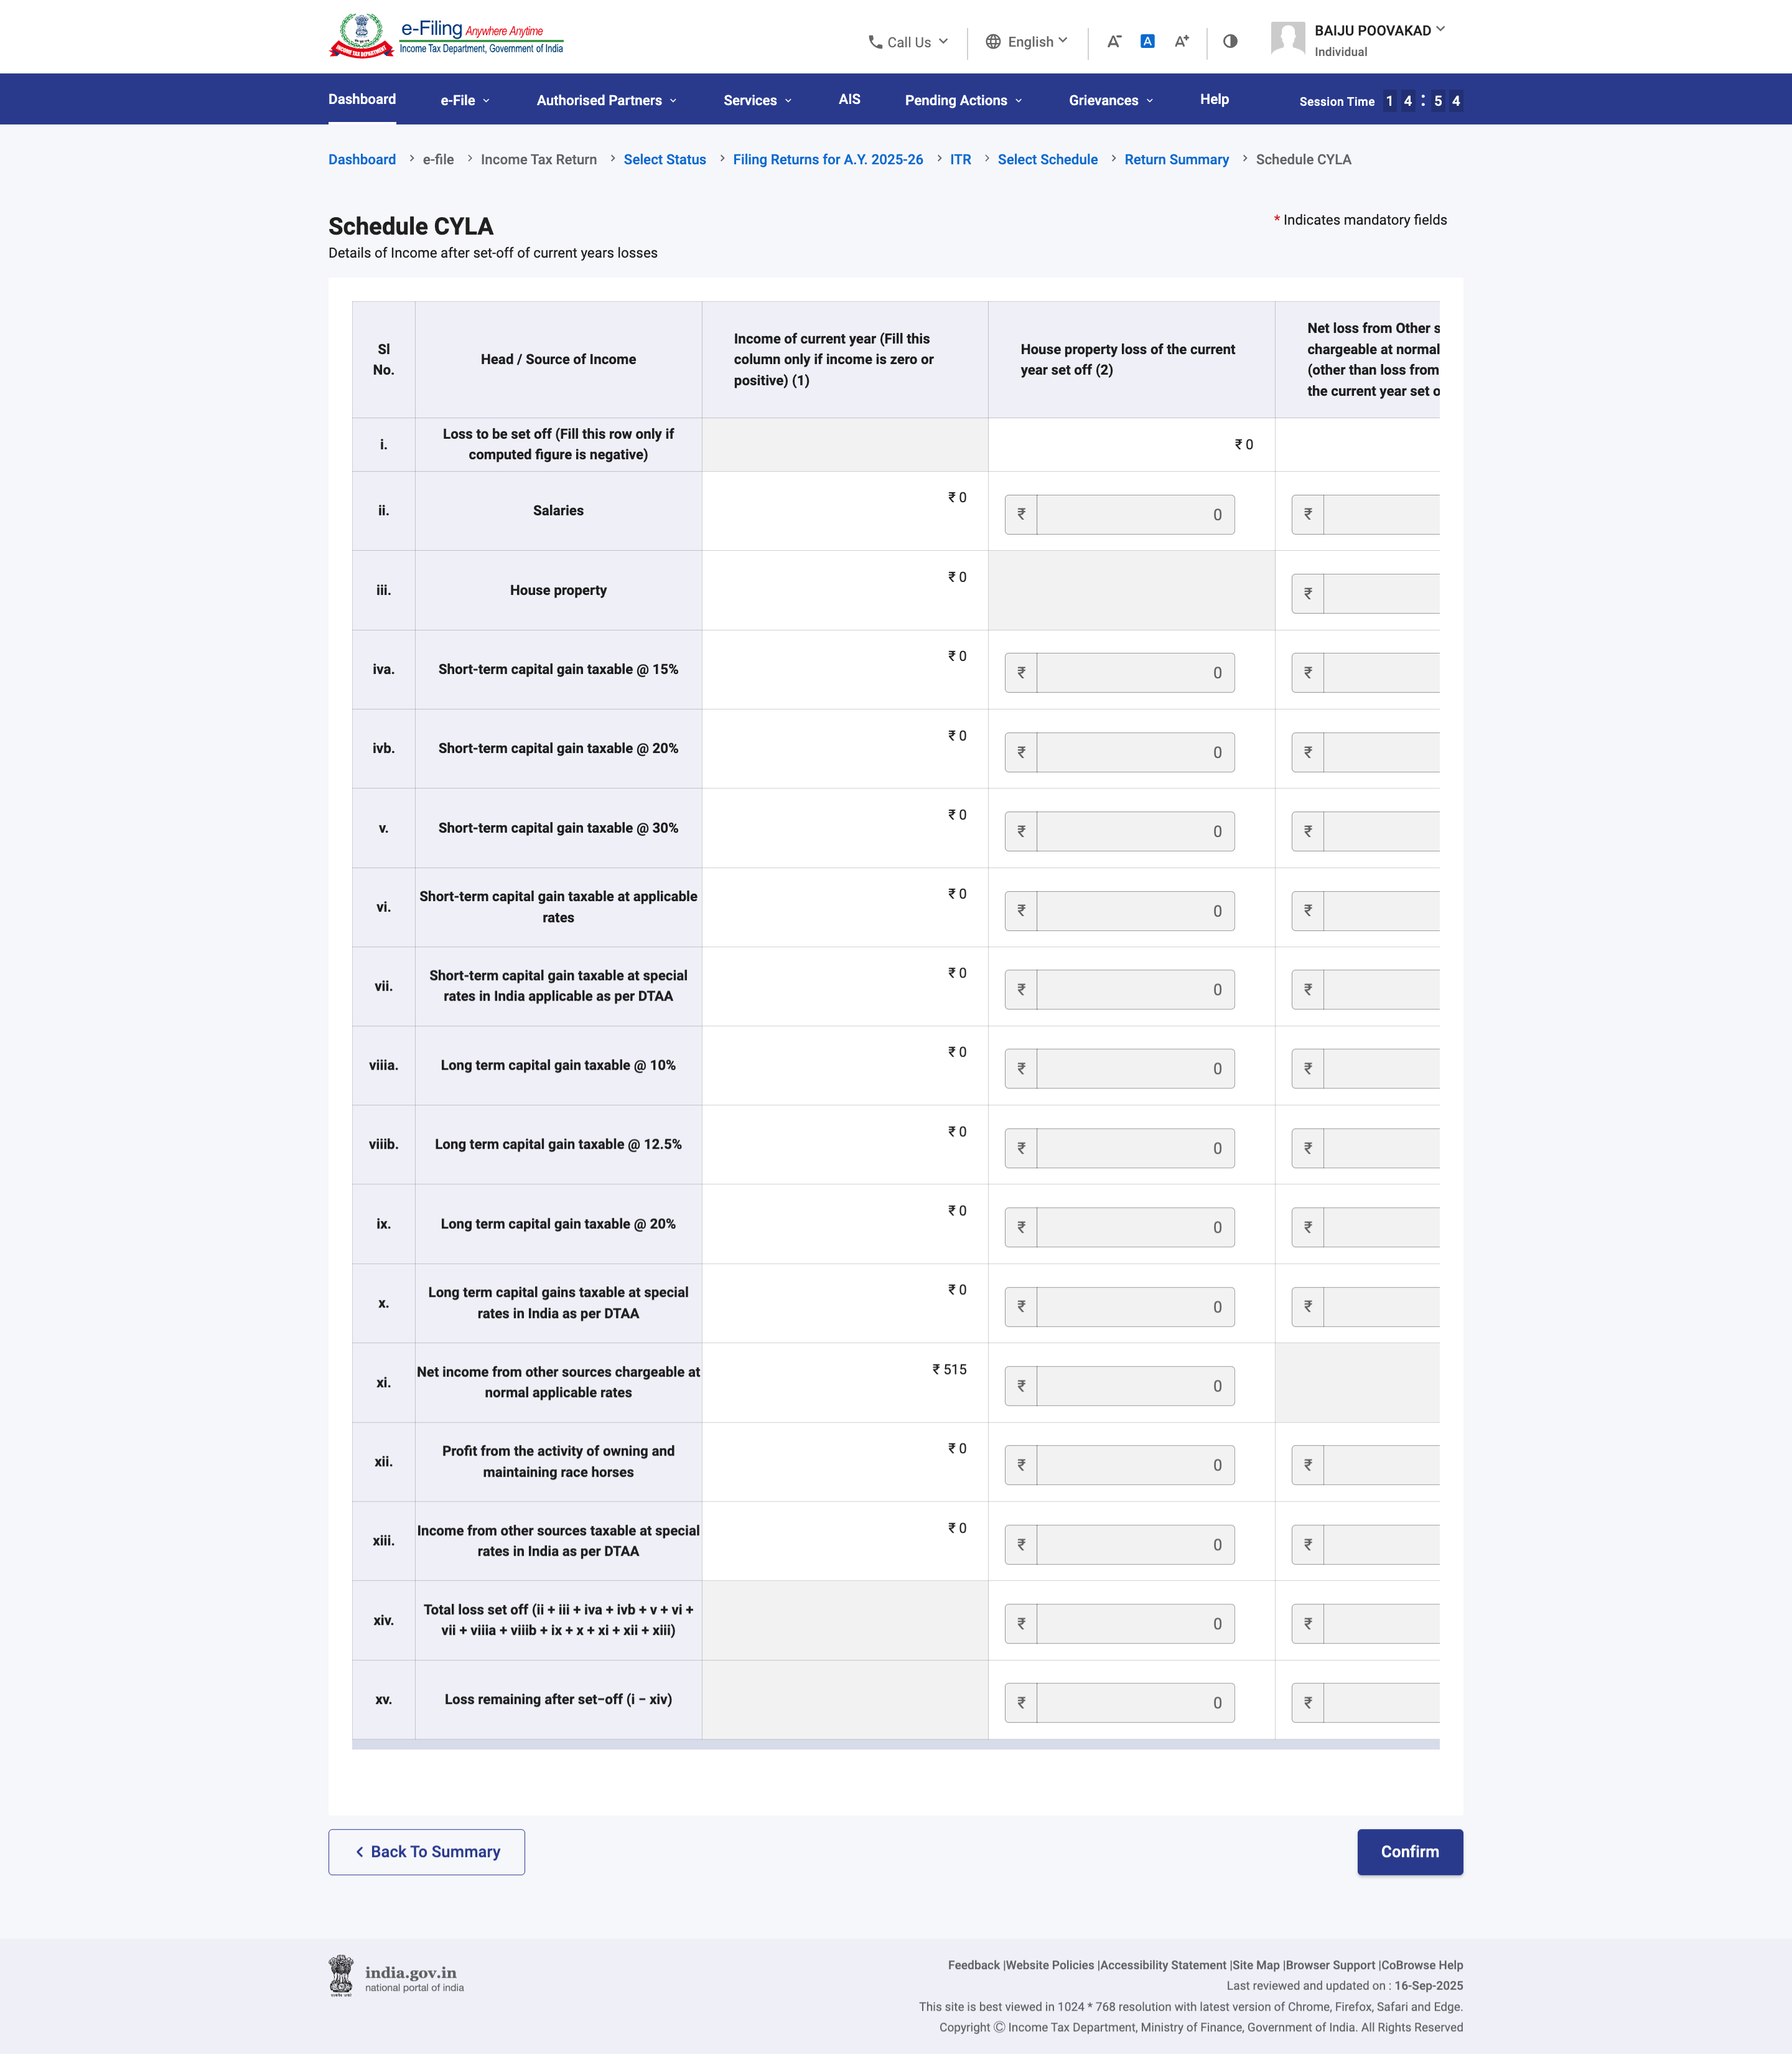 e-Filing Anywhere Anytime
Income Tax Department, Government of India
INCOME TAX DEPARTMENT
Call Us
English
A-
A
A+
BAIJU POOVAKAD
Individual
Dashboard
e-File
Authorised Partners
Services
AIS
Pending Actions
Grievances
Help
Session Time 1 4 : 5 4
Dashboard > e-file > Income Tax Return > Select Status > Filing Returns for A.Y. 2025-26 > ITR > Select Schedule > Return Summary > Schedule CYLA
Schedule CYLA
* Indicates mandatory fields
Details of Income after set-off of current years losses
Sl
No.
Head / Source of Income
Income of current year (Fill this
column only if income is zero or
positive) (1)
House property loss of the current
year set off (2)
Net loss from Other s
chargeable at normal
(other than loss from
the current year set o
i.
Loss to be set off (Fill this row only if
computed figure is negative)
₹ 0
ii.
Salaries
₹ 0
₹ 0
₹
iii.
House property
₹ 0
₹
iva.
Short-term capital gain taxable @ 15%
₹ 0
₹ 0
₹
ivb.
Short-term capital gain taxable @ 20%
₹ 0
₹ 0
₹
v.
Short-term capital gain taxable @ 30%
₹ 0
₹ 0
₹
vi.
Short-term capital gain taxable at applicable
rates
₹ 0
₹ 0
₹
vii.
Short-term capital gain taxable at special
rates in India applicable as per DTAA
₹ 0
₹ 0
₹
viiia.
Long term capital gain taxable @ 10%
₹ 0
₹ 0
₹
viiib.
Long term capital gain taxable @ 12.5%
₹ 0
₹ 0
₹
ix.
Long term capital gain taxable @ 20%
₹ 0
₹ 0
₹
x.
Long term capital gains taxable at special
rates in India as per DTAA
₹ 0
₹ 0
₹
xi.
Net income from other sources chargeable at
normal applicable rates
₹ 515
₹ 0
xii.
Profit from the activity of owning and
maintaining race horses
₹ 0
₹ 0
₹
xiii.
Income from other sources taxable at special
rates in India as per DTAA
₹ 0
₹ 0
₹
xiv.
Total loss set off (ii + iii + iva + ivb + v + vi +
vii + viiia + viiib + ix + x + xi + xii + xiii)
₹ 0
₹
xv.
Loss remaining after set–off (i – xiv)
₹ 0
₹
Back To Summary
Confirm
india.gov.in
national portal of india
Feedback |Website Policies |Accessibility Statement |Site Map |Browser Support |CoBrowse Help
Last reviewed and updated on : 16-Sep-2025
This site is best viewed in 1024 * 768 resolution with latest version of Chrome, Firefox, Safari and Edge.
Copyright © Income Tax Department, Ministry of Finance, Government of India. All Rights Reserved